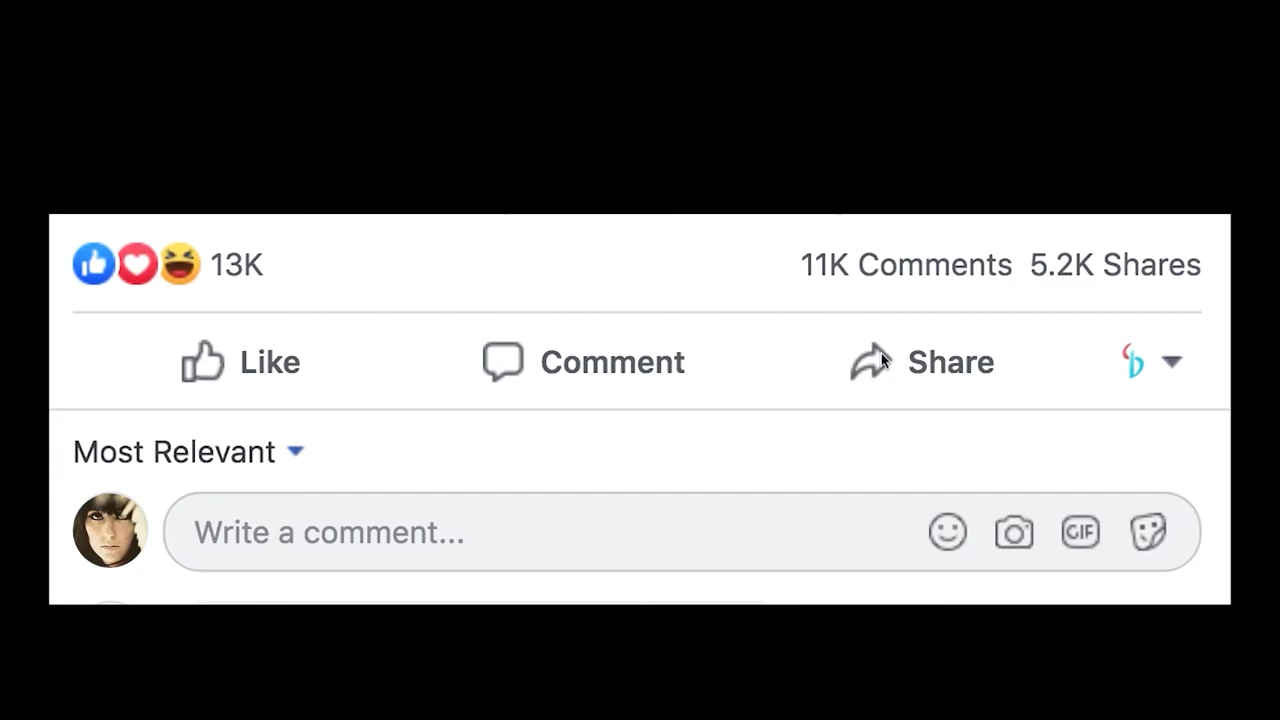 13K 11K Comments 5.2K Shares
Like Comment Share
Most Relevant
Write a comment... GIF